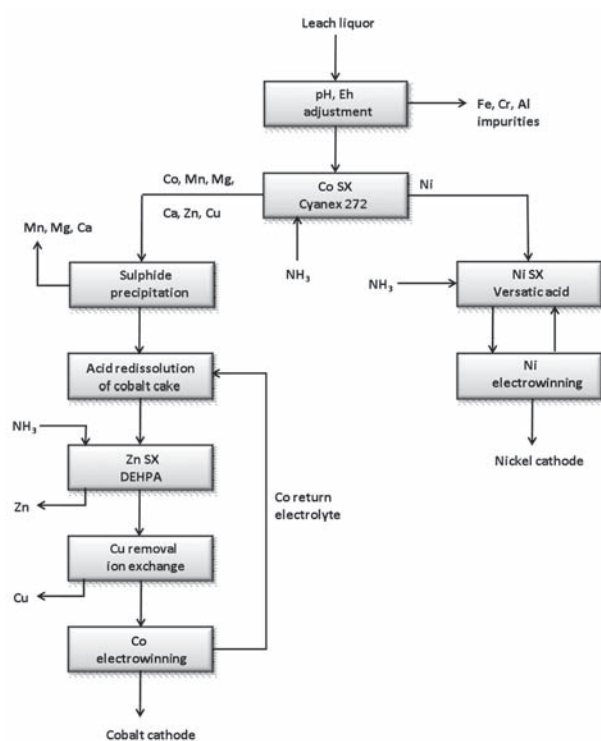 Leach liquor
pH, Eh
adjustment
Fe, Cr, Al
impurities
Co, Mn, Mg,
Ca, Zn, Cu
Co SX
Cyanex 272
Ni
NH₃
Mn, Mg, Ca
Sulphide
precipitation
NH₃
Ni SX
Versatic acid
Ni
electrowinning
Nickel cathode
Acid redissolution
of cobalt cake
NH₃
Zn SX
DEHPA
Zn
Co return
electrolyte
Cu removal
ion exchange
Cu
Co
electrowinning
Cobalt cathode